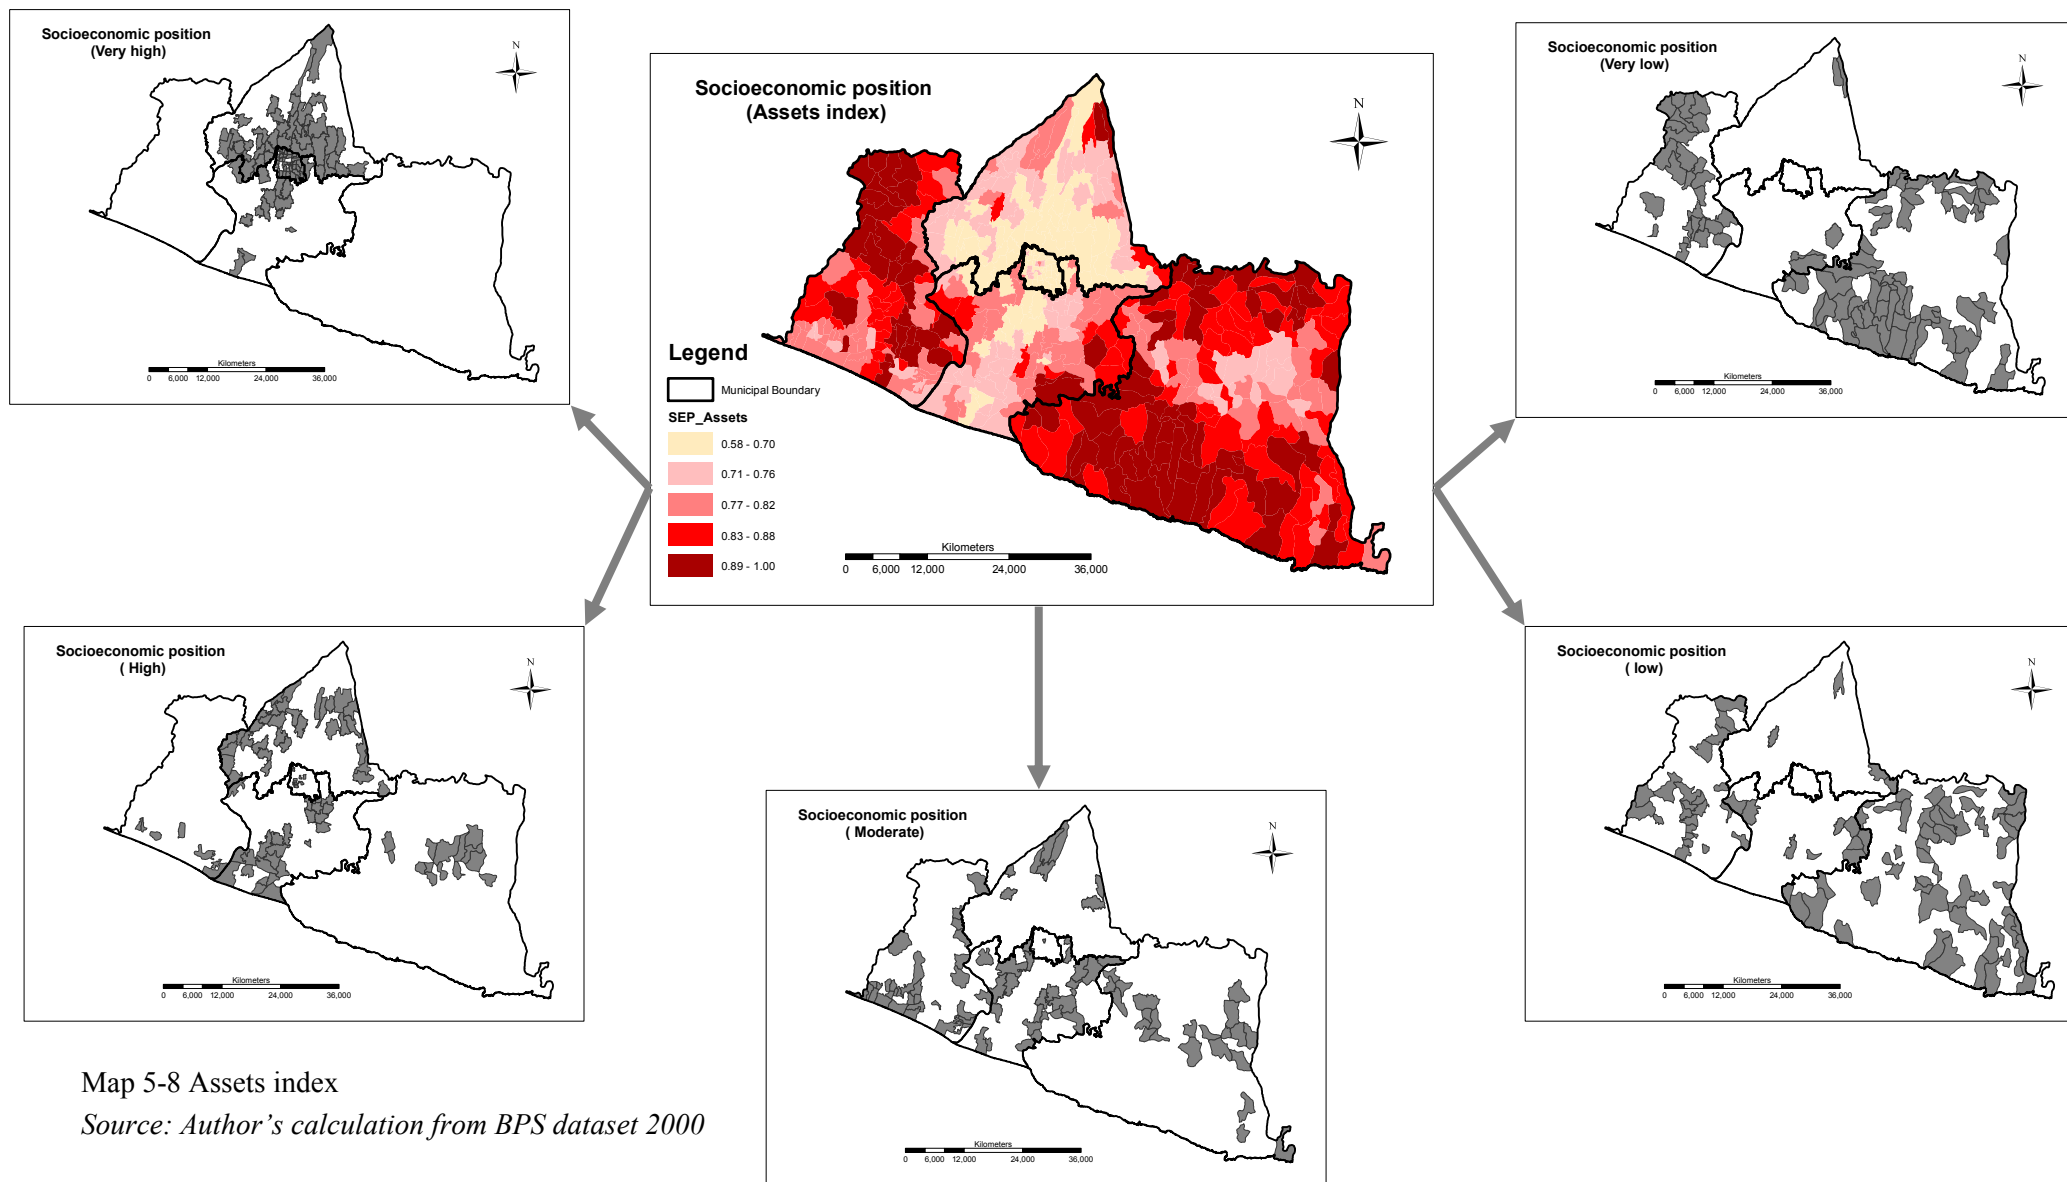 Socioeconomic position
(Very high)
N
Kilometers
0 6,000 12,000 24,000 36,000
Socioeconomic position
(Assets index)
N
Legend
Municipal Boundary
SEP_Assets
0.58 - 0.70
0.71 - 0.76
0.77 - 0.82
0.83 - 0.88
0.89 - 1.00
Kilometers
0 6,000 12,000 24,000 36,000
Socioeconomic position
(Very low)
N
Kilometers
0 6,000 12,000 24,000 36,000
Socioeconomic position
( High)
N
Kilometers
0 6,000 12,000 24,000 36,000
Socioeconomic position
( Moderate)
N
Kilometers
0 6,000 12,000 24,000 36,000
Socioeconomic position
( low)
N
Kilometers
0 6,000 12,000 24,000 36,000
Map 5-8 Assets index
Source: Author’s calculation from BPS dataset 2000